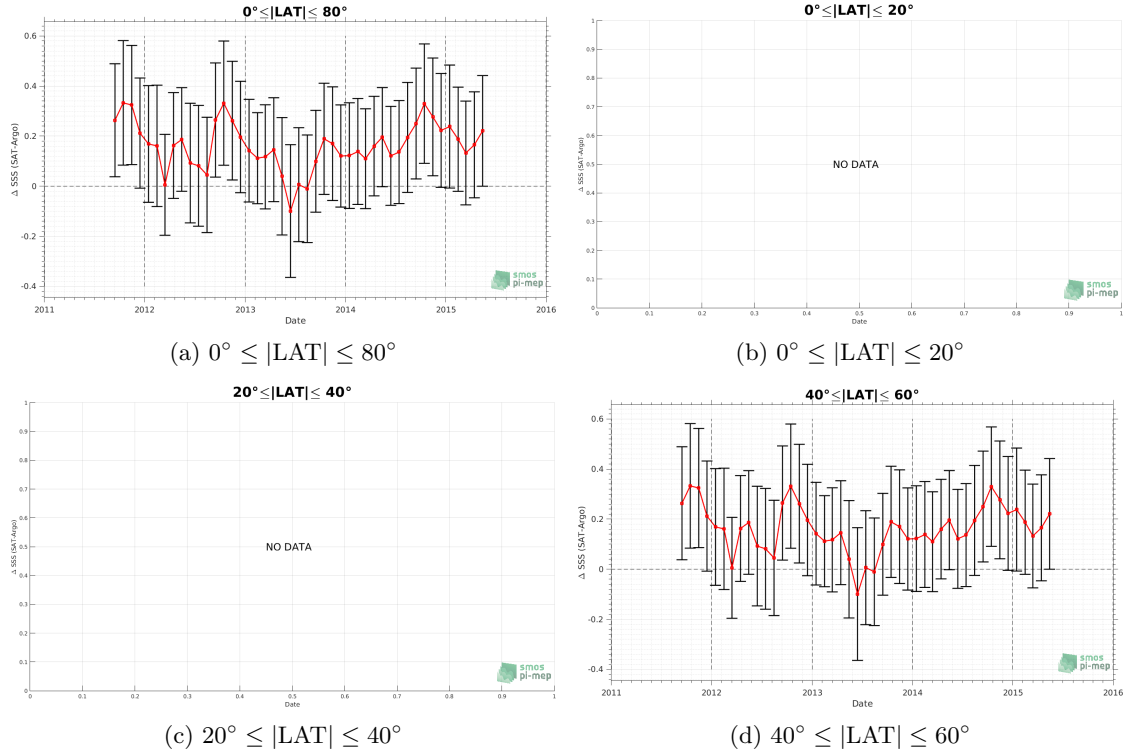 0°≤|LAT|≤ 80°
0.6
0.4
0.2
0
-0.2
-0.4
Δ SSS (SAT-Argo)
2011 2012 2013 2014 2015 2016
Date
smos
pi-mep
(a) 0° ≤ |LAT| ≤ 80°
0°≤|LAT|≤ 20°
1
0.9
0.8
0.7
0.6
0.5
0.4
0.3
0.2
0.1
0
Δ SSS (SAT-Argo)
NO DATA
0 0.1 0.2 0.3 0.4 0.5 0.6 0.7 0.8 0.9 1
Date
smos
pi-mep
(b) 0° ≤ |LAT| ≤ 20°
20°≤|LAT|≤ 40°
1
0.9
0.8
0.7
0.6
0.5
0.4
0.3
0.2
0.1
0
Δ SSS (SAT-Argo)
NO DATA
0 0.1 0.2 0.3 0.4 0.5 0.6 0.7 0.8 0.9 1
Date
smos
pi-mep
(c) 20° ≤ |LAT| ≤ 40°
40°≤|LAT|≤ 60°
0.6
0.4
0.2
0
-0.2
-0.4
Δ SSS (SAT-Argo)
2011 2012 2013 2014 2015 2016
Date
smos
pi-mep
(d) 40° ≤ |LAT| ≤ 60°